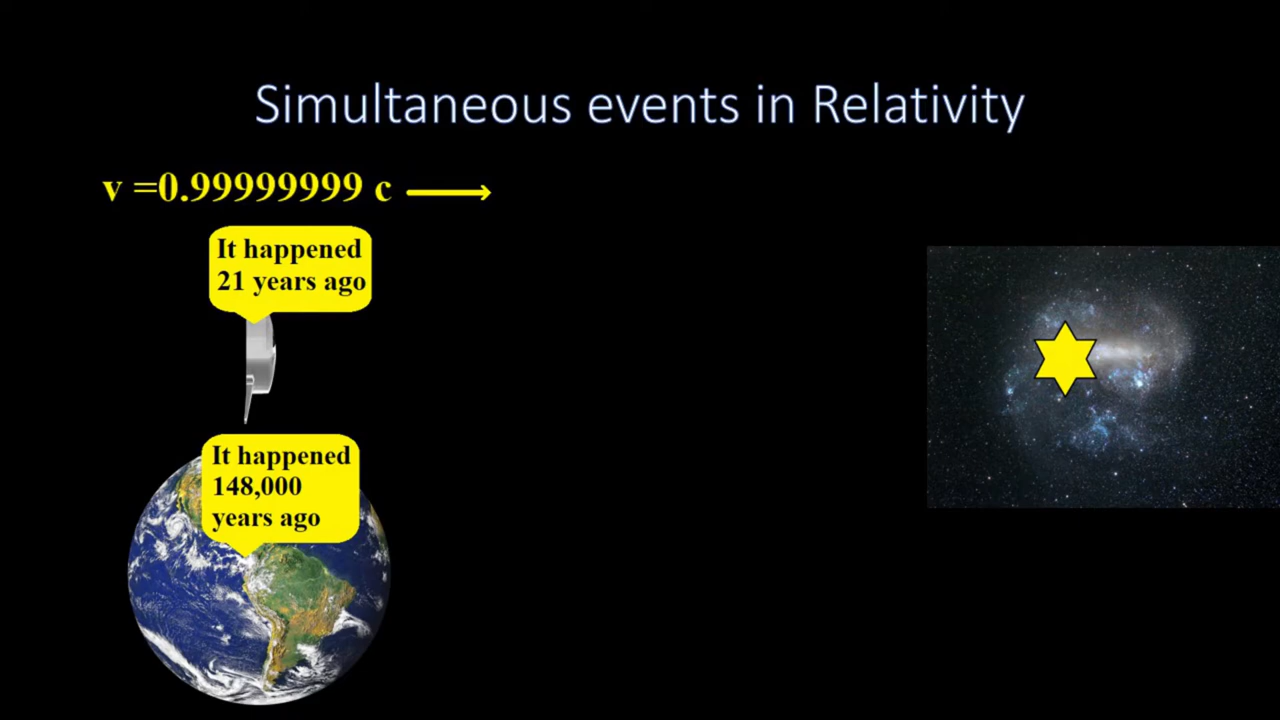 Simultaneous events in Relativity
v =0.99999999 c
It happened
21 years ago
It happened
148,000
years ago